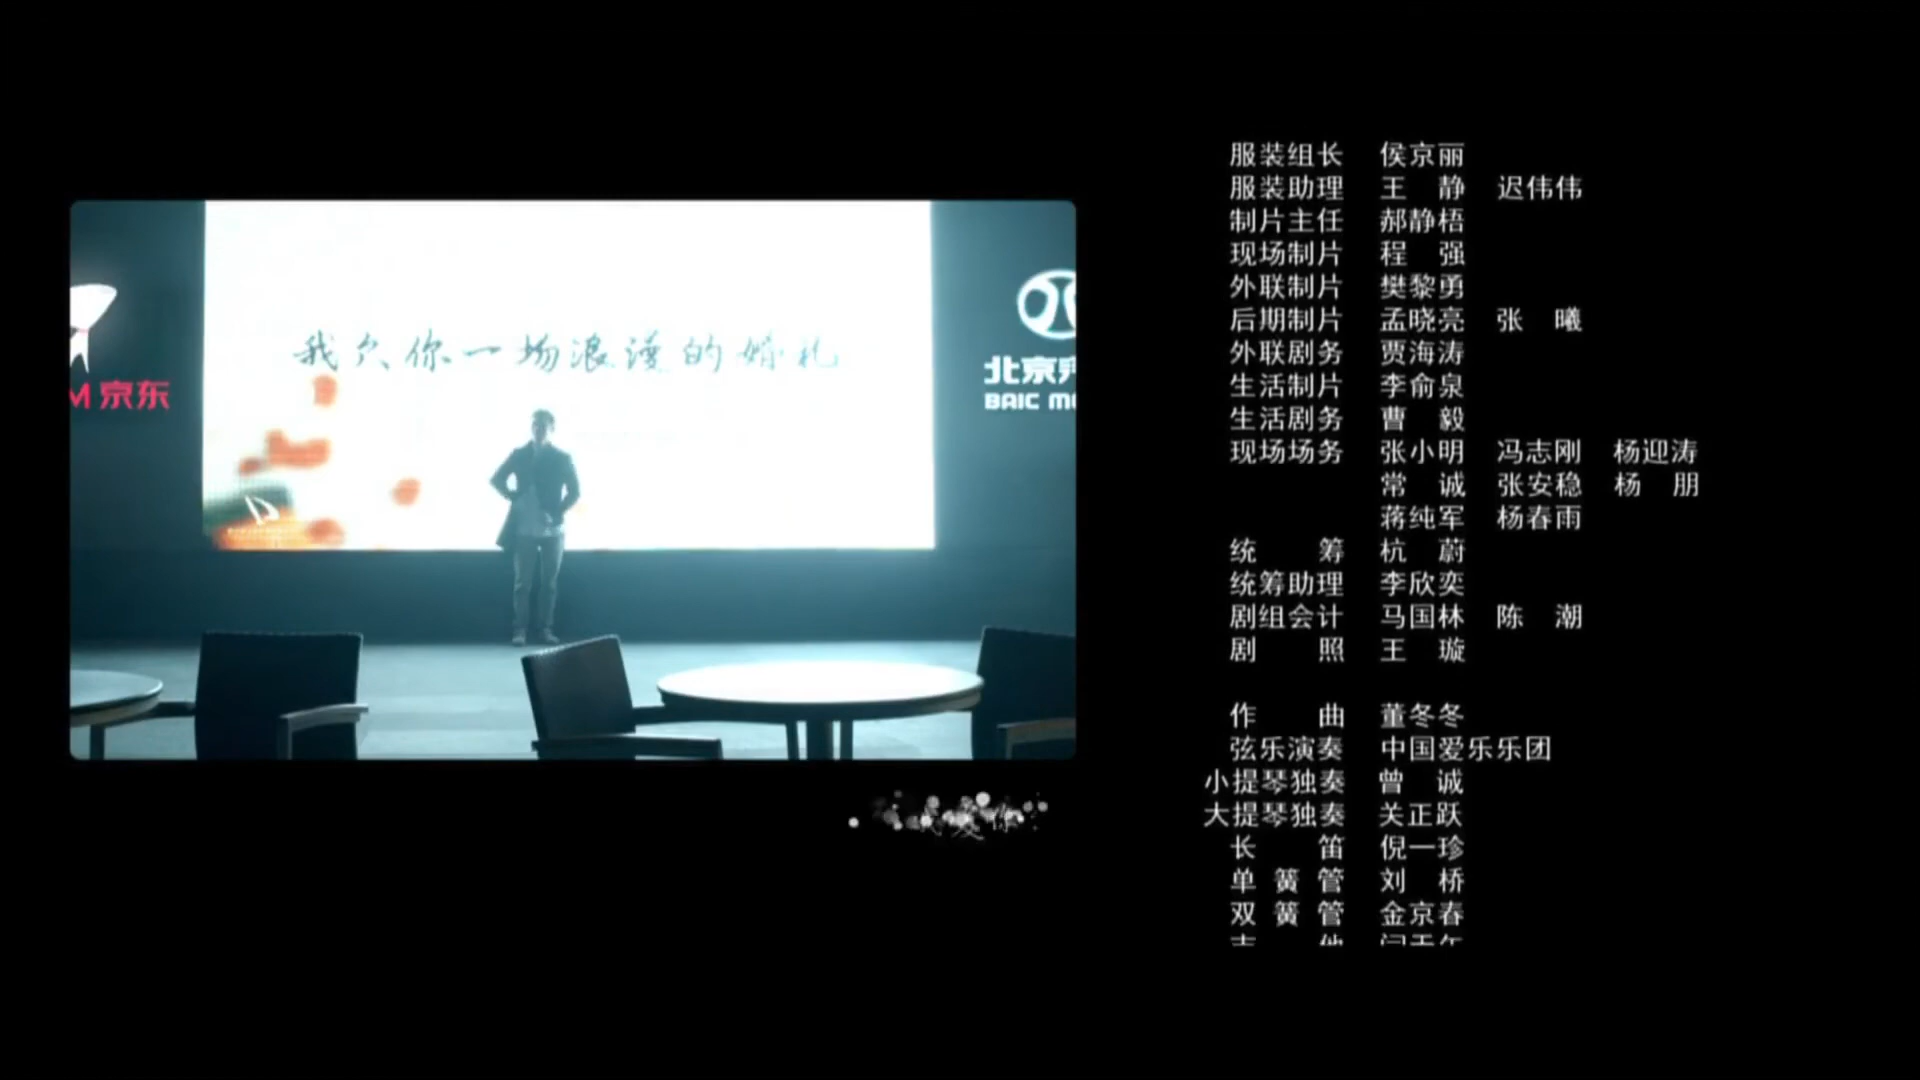 京东
我欠你一场浪漫的婚礼
北京
BAIC
我爱你
服装组长 侯京丽
服装助理 王 静 迟伟伟
制片主任 郝静梧
现场制片 程 强
外联制片 樊黎勇
后期制片 孟晓亮 张 曦
外联剧务 贾海涛
生活制片 李俞泉
生活剧务 曹 毅
现场场务 张小明 冯志刚 杨迎涛
常 诚 张安稳 杨 朋
蒋纯军 杨春雨
统 筹 杭 蔚
统筹助理 李欣奕
剧组会计 马国林 陈 潮
剧 照 王 璇
作 曲 董冬冬
弦乐演奏 中国爱乐乐团
小提琴独奏 曾 诚
大提琴独奏 关正跃
长 笛 倪一珍
单 簧 管 刘 桥
双 簧 管 金京春